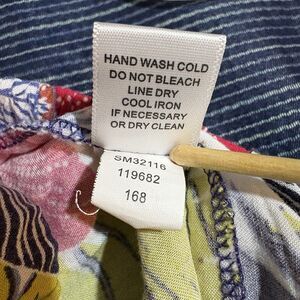 HAND WASH COLD
DO NOT BLEACH
LINE DRY
COOL IRON
IF NECESSARY
OR DRY CLEAN
SM32116
119682
168